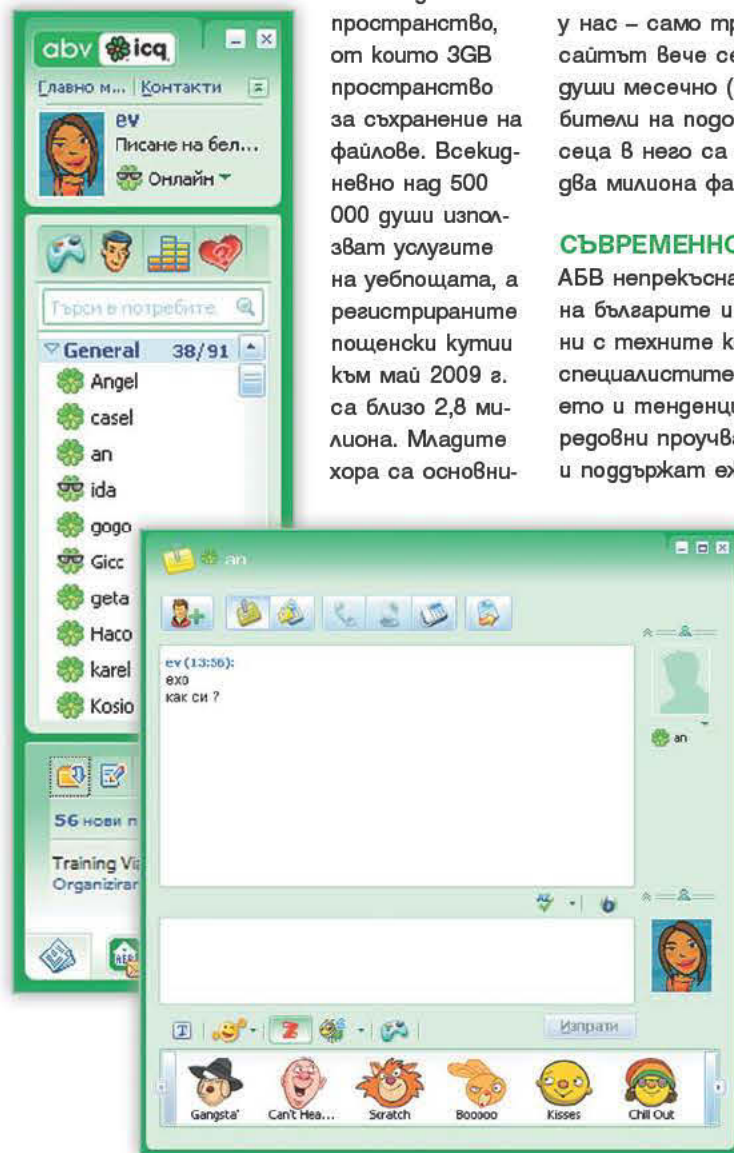 пространство,
от които 3GB
пространство
за съхранение на
файлове. Всекид-
невно над 500
000 души изпол-
зват услугите
на уебпощата, а
регистрираните
пощенски кутии
към май 2009 г.
са близо 2,8 ми-
лиона. Младите
хора са основни-
у нас – само тр
сайтът вече се
души месечно (
бители на подо
сеца в него са
два милиона фа
СЪВРЕМЕННО
АБВ непрекъсна
на българите и
ни с техните к
специалистите
ето и тенденци
редовни проучв
и поддържат еж
abv icq
Главно м... Контакти
ev
Писане на бел...
Онлайн
Търси в потребите
General 38/91
Angel
casel
an
ida
gogo
Gicc
geta
Haco
karel
Kosio
56 нови п
Training Vi
Organizirar
an
ev (13:56):
ехо
как си ?
an
Изпрати
Gangsta' Can't Hea... Scratch Booooo Kisses Chill Out